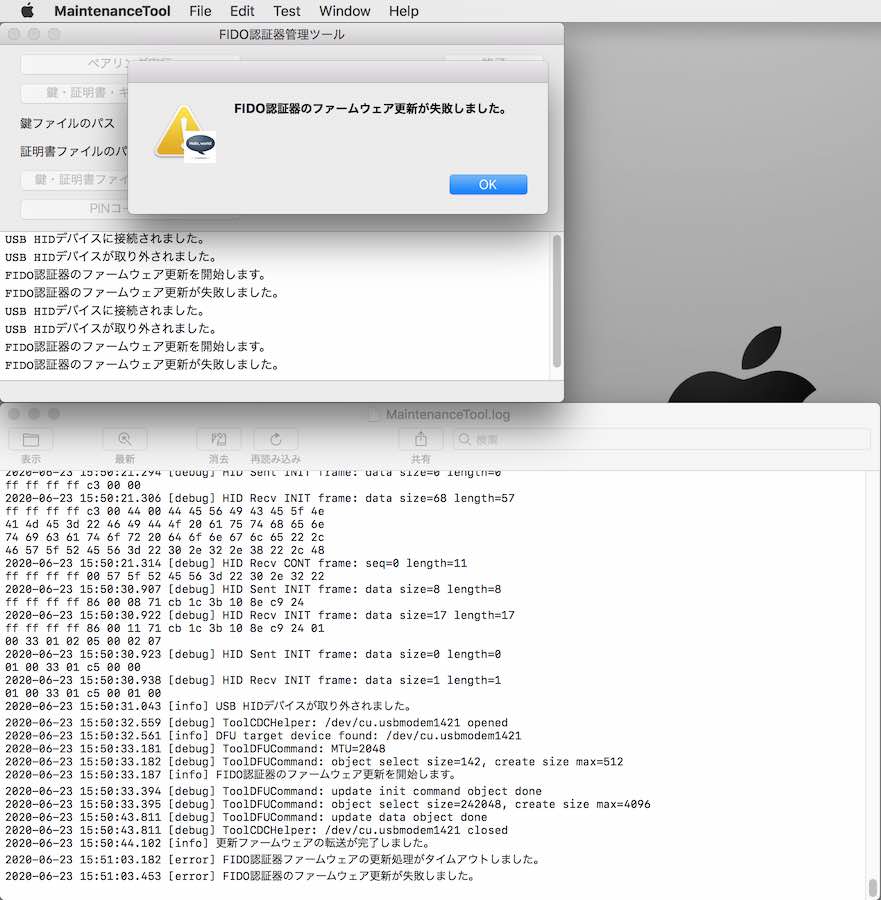 MaintenanceTool File Edit Test Window Help
FIDO認証器管理ツール
FIDO認証器のファームウェア更新が失敗しました。
Hello, world!
OK
鍵・証明書・キ
鍵ファイルのパス
証明書ファイルのパ
鍵・証明書ファイ
PINコー
USB HIDデバイスに接続されました。
USB HIDデバイスが取り外されました。
FIDO認証器のファームウェア更新を開始します。
FIDO認証器のファームウェア更新が失敗しました。
USB HIDデバイスに接続されました。
USB HIDデバイスが取り外されました。
FIDO認証器のファームウェア更新を開始します。
FIDO認証器のファームウェア更新が失敗しました。
MaintenanceTool.log
検索
表示 最新 消去 再読み込み 共有
2020-06-23 15:50:21.294 [debug] HID Sent INIT frame: data size=0 length=0
ff ff ff ff c3 00 00
2020-06-23 15:50:21.306 [debug] HID Recv INIT frame: data size=68 length=57
ff ff ff ff c3 00 44 00 44 45 56 49 43 45 5f 4e
41 4d 45 3d 22 46 49 44 4f 20 61 75 74 68 65 6e
74 69 63 61 74 6f 72 20 64 6f 6e 67 6c 65 22 2c
46 57 5f 52 45 56 3d 22 30 2e 32 2e 38 22 2c 48
2020-06-23 15:50:21.314 [debug] HID Recv CONT frame: seq=0 length=11
ff ff ff ff 00 57 5f 52 45 56 3d 22 30 2e 32 22
2020-06-23 15:50:30.907 [debug] HID Sent INIT frame: data size=8 length=8
ff ff ff ff 86 00 08 71 cb 1c 3b 10 8e c9 24
2020-06-23 15:50:30.922 [debug] HID Recv INIT frame: data size=17 length=17
ff ff ff ff 86 00 11 71 cb 1c 3b 10 8e c9 24 01
00 33 01 02 05 00 02 07
2020-06-23 15:50:30.923 [debug] HID Sent INIT frame: data size=0 length=0
01 00 33 01 c5 00 00
2020-06-23 15:50:30.938 [debug] HID Recv INIT frame: data size=1 length=1
01 00 33 01 c5 00 01 00
2020-06-23 15:50:31.043 [info] USB HIDデバイスが取り外されました。
2020-06-23 15:50:32.559 [debug] ToolCDCHelper: /dev/cu.usbmodem1421 opened
2020-06-23 15:50:32.561 [info] DFU target device found: /dev/cu.usbmodem1421
2020-06-23 15:50:33.181 [debug] ToolDFUCommand: MTU=2048
2020-06-23 15:50:33.182 [debug] ToolDFUCommand: object select size=142, create size max=512
2020-06-23 15:50:33.187 [info] FIDO認証器のファームウェア更新を開始します。
2020-06-23 15:50:33.394 [debug] ToolDFUCommand: update init command object done
2020-06-23 15:50:33.395 [debug] ToolDFUCommand: object select size=242048, create size max=4096
2020-06-23 15:50:43.811 [debug] ToolDFUCommand: update data object done
2020-06-23 15:50:43.811 [debug] ToolCDCHelper: /dev/cu.usbmodem1421 closed
2020-06-23 15:50:44.102 [info] 更新ファームウェアの転送が完了しました。
2020-06-23 15:51:03.182 [error] FIDO認証器ファームウェアの更新処理がタイムアウトしました。
2020-06-23 15:51:03.453 [error] FIDO認証器のファームウェア更新が失敗しました。